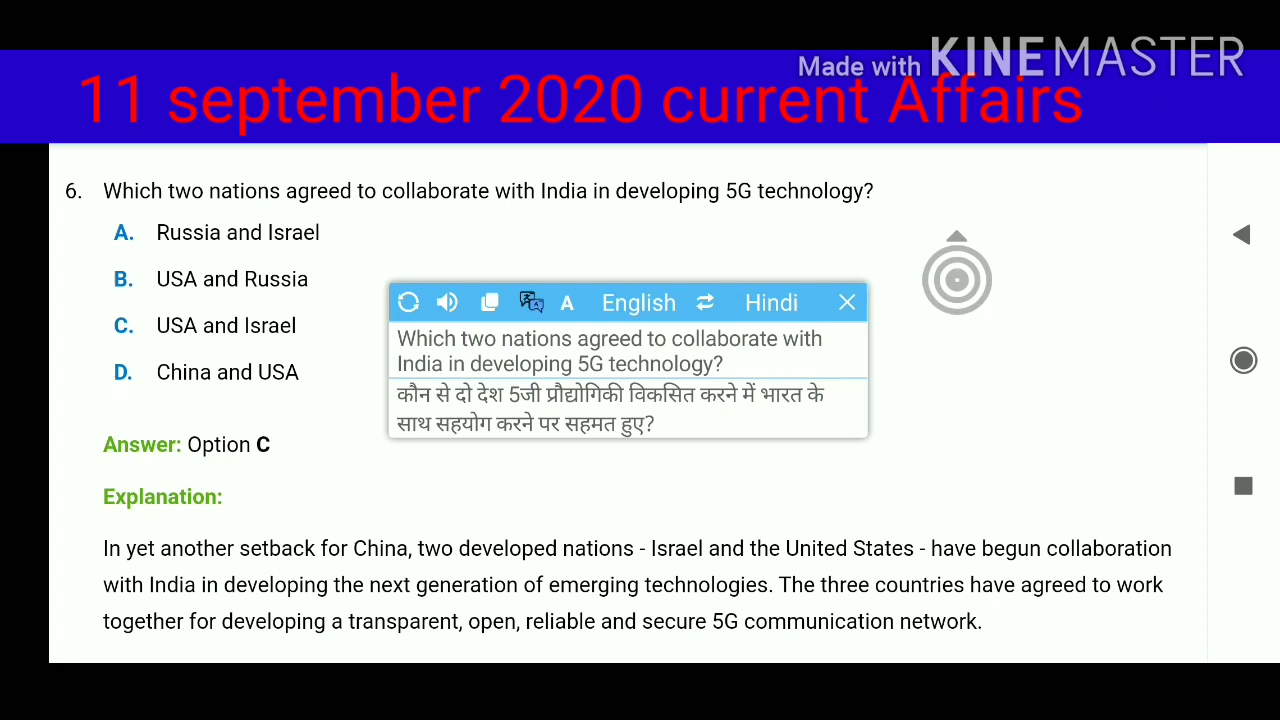 Made with KINEMASTER
11 september 2020 current Affairs
6. Which two nations agreed to collaborate with India in developing 5G technology?
A. Russia and Israel
B. USA and Russia
C. USA and Israel
D. China and USA
A English Hindi
Which two nations agreed to collaborate with
India in developing 5G technology?
कौन से दो देश 5जी प्रौद्योगिकी विकसित करने में भारत के
साथ सहयोग करने पर सहमत हुए?
Answer: Option C
Explanation:
In yet another setback for China, two developed nations - Israel and the United States - have begun collaboration
with India in developing the next generation of emerging technologies. The three countries have agreed to work
together for developing a transparent, open, reliable and secure 5G communication network.